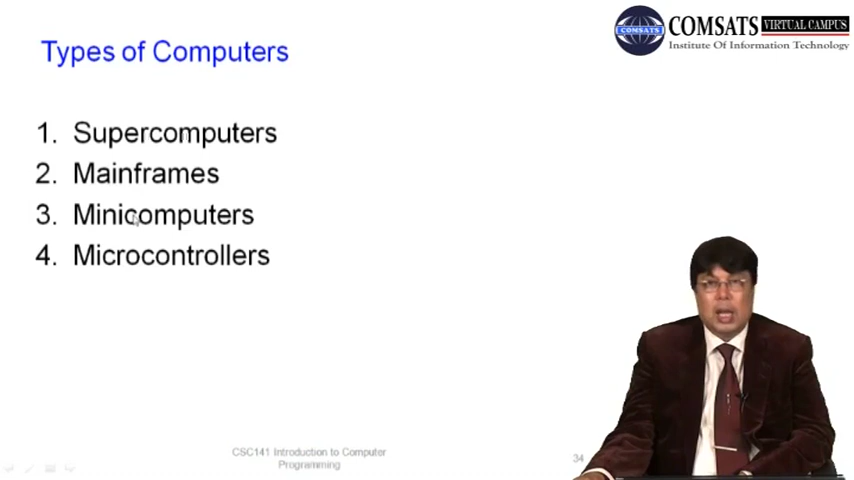 COMSATS VIRTUAL CAMPUS
COMSATS
Institute Of Information Technology
Types of Computers
1. Supercomputers
2. Mainframes
3. Minicomputers
4. Microcontrollers
CSC141 Introduction to Computer
Programming
34